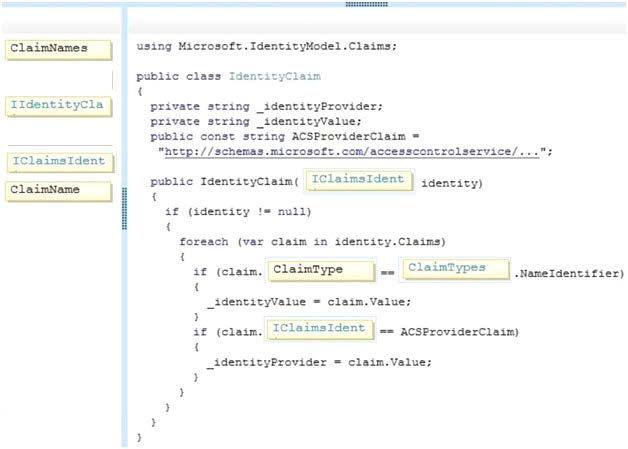 ClaimNames
IIdentityCla
IClaimsIdent
ClaimName
using Microsoft.IdentityModel.Claims;
public class IdentityClaim
{
private string _identityProvider;
private string _identityValue;
public const string ACSProviderClaim =
"http://schemas.microsoft.com/accesscontrolservice/...";
public IdentityClaim( IClaimsIdent identity)
{
if (identity != null)
{
foreach (var claim in identity.Claims)
{
if (claim. ClaimType == ClaimTypes .NameIdentifier)
{
_identityValue = claim.Value;
}
if (claim. IClaimsIdent == ACSProviderClaim)
{
_identityProvider = claim.Value;
}
}
}
}
}